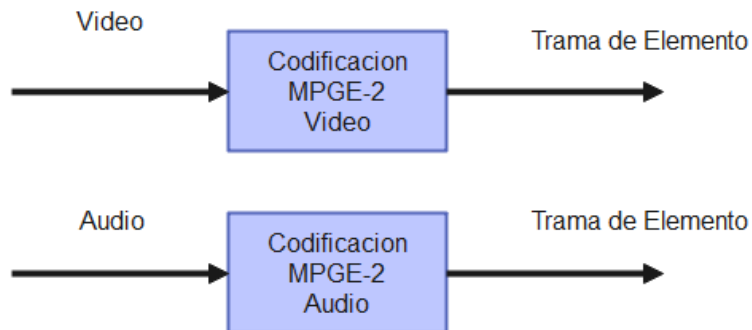 Video
Trama de Elemento
Codificacion
MPGE-2
Video
Audio
Trama de Elemento
Codificacion
MPGE-2
Audio